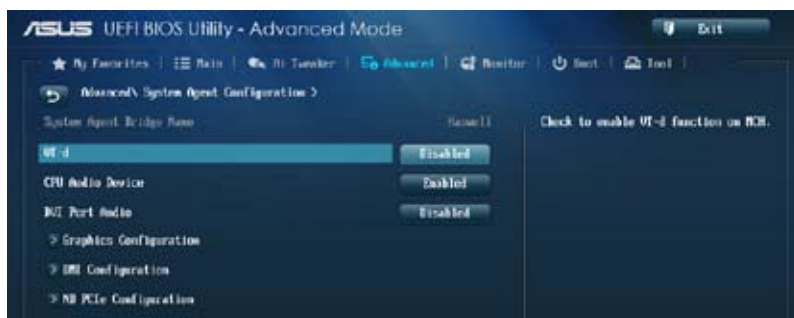 ASUS UEFI BIOS Utility - Advanced Mode
Exit
My Favorites Main Ai Tweaker Advanced Monitor Boot Tool
Advanced\ System Agent Configuration >
System Agent Bridge Name Haswell
Check to enable VT-d function on MCH.
VT-d Disabled
CPU Audio Device Enabled
DVI Port Audio Disabled
> Graphics Configuration
> DMI Configuration
> NB PCIe Configuration